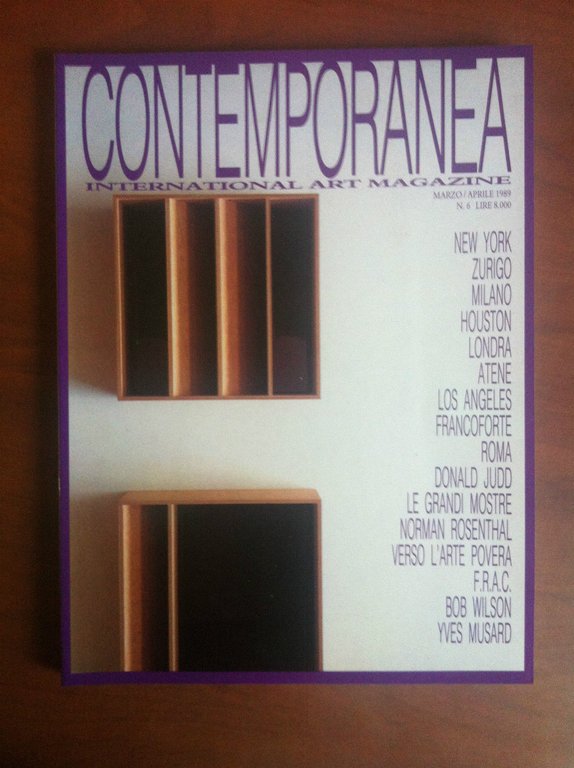 CONTEMPORANEA
INTERNATIONAL ART MAGAZINE
MARZO / APRILE 1989
N. 6 LIRE 8.000
NEW YORK
ZURIGO
MILANO
HOUSTON
LONDRA
ATENE
LOS ANGELES
FRANCOFORTE
ROMA
DONALD JUDD
LE GRANDI MOSTRE
NORMAN ROSENTHAL
VERSO L'ARTE POVERA
F.R.A.C.
BOB WILSON
YVES MUSARD